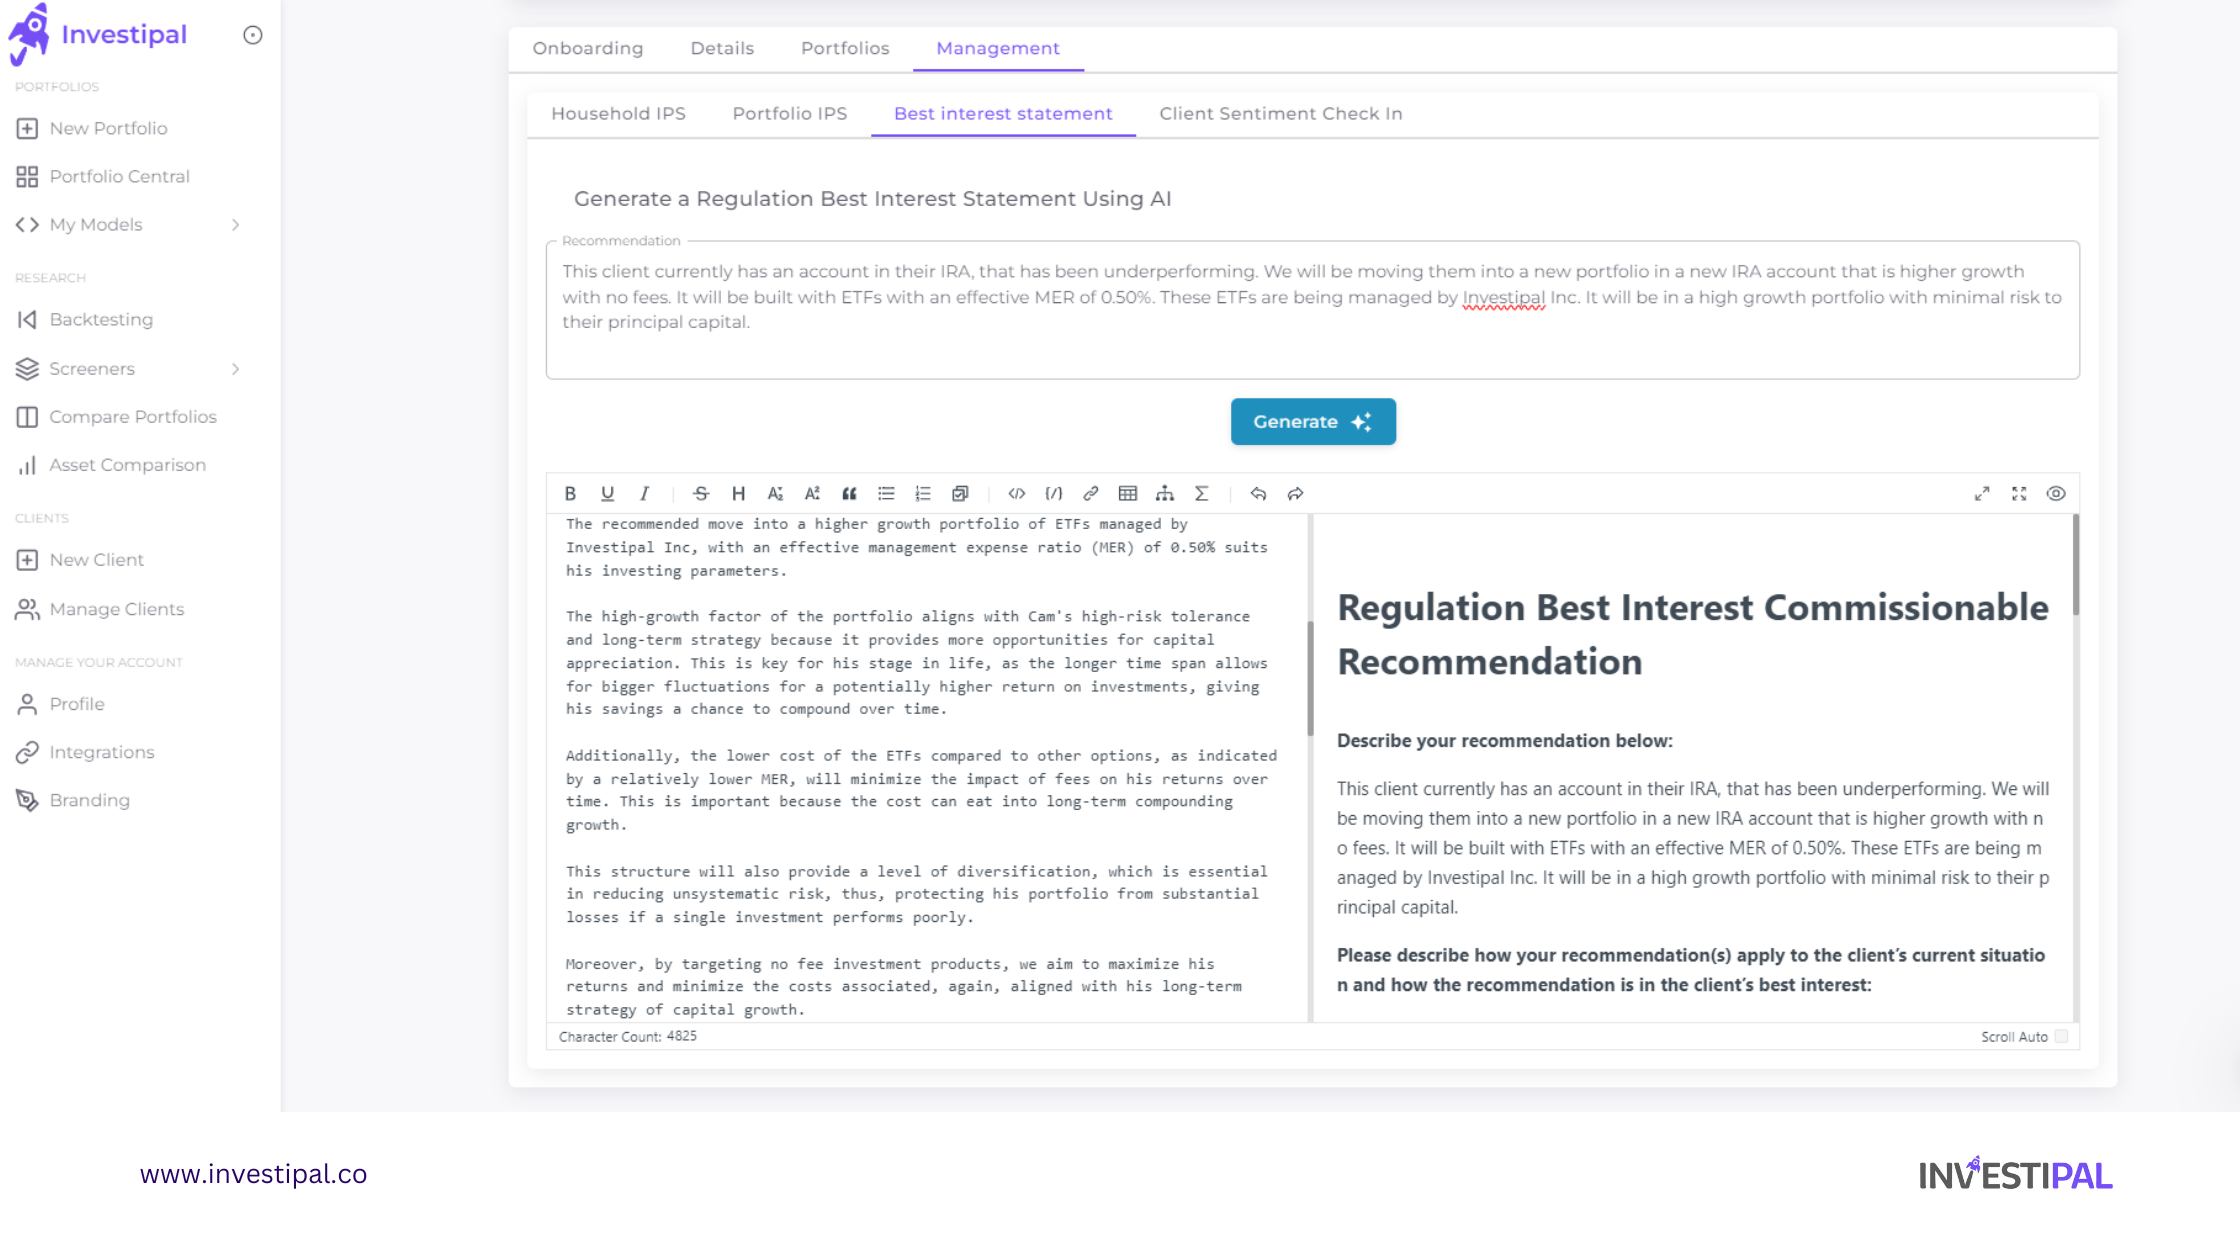 Investipal
PORTFOLIOS
New Portfolio
Portfolio Central
My Models
RESEARCH
Backtesting
Screeners
Compare Portfolios
Asset Comparison
CLIENTS
New Client
Manage Clients
MANAGE YOUR ACCOUNT
Profile
Integrations
Branding
Onboarding Details Portfolios Management
Household IPS Portfolio IPS Best interest statement Client Sentiment Check In
Generate a Regulation Best Interest Statement Using AI
Recommendation
This client currently has an account in their IRA, that has been underperforming. We will be moving them into a new portfolio in a new IRA account that is higher growth
with no fees. It will be built with ETFs with an effective MER of 0.50%. These ETFs are being managed by Investipal Inc. It will be in a high growth portfolio with minimal risk to
their principal capital.
Generate
The recommended move into a higher growth portfolio of ETFs managed by
Investipal Inc, with an effective management expense ratio (MER) of 0.50% suits
his investing parameters.
The high-growth factor of the portfolio aligns with Cam's high-risk tolerance
and long-term strategy because it provides more opportunities for capital
appreciation. This is key for his stage in life, as the longer time span allows
for bigger fluctuations for a potentially higher return on investments, giving
his savings a chance to compound over time.
Additionally, the lower cost of the ETFs compared to other options, as indicated
by a relatively lower MER, will minimize the impact of fees on his returns over
time. This is important because the cost can eat into long-term compounding
growth.
This structure will also provide a level of diversification, which is essential
in reducing unsystematic risk, thus, protecting his portfolio from substantial
losses if a single investment performs poorly.
Moreover, by targeting no fee investment products, we aim to maximize his
returns and minimize the costs associated, again, aligned with his long-term
strategy of capital growth.
Regulation Best Interest Commissionable
Recommendation
Describe your recommendation below:
This client currently has an account in their IRA, that has been underperforming. We will
be moving them into a new portfolio in a new IRA account that is higher growth with n
o fees. It will be built with ETFs with an effective MER of 0.50%. These ETFs are being m
anaged by Investipal Inc. It will be in a high growth portfolio with minimal risk to their p
rincipal capital.
Please describe how your recommendation(s) apply to the client's current situatio
n and how the recommendation is in the client's best interest:
Character Count: 4825
Scroll Auto
www.investipal.co
INVESTIPAL